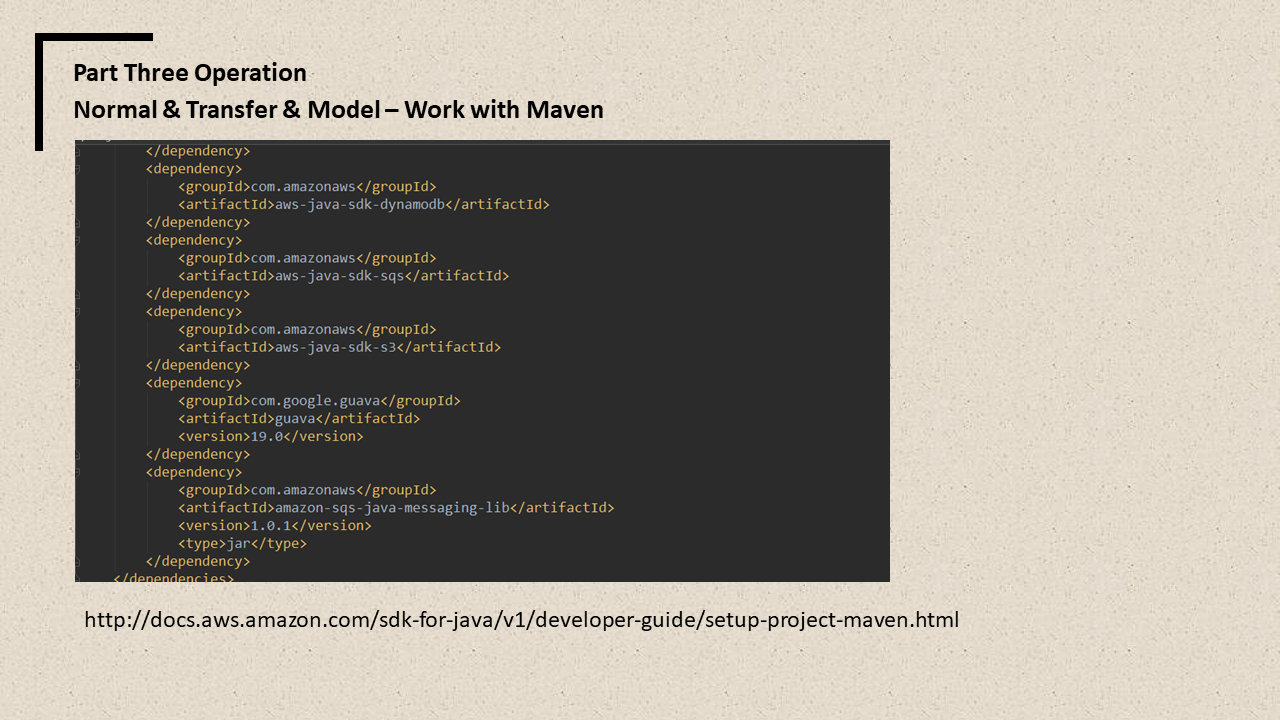 Part Three Operation
Normal & Transfer & Model – Work with Maven
</dependency>
<dependency>
<groupId>com.amazonaws</groupId>
<artifactId>aws-java-sdk-dynamodb</artifactId>
</dependency>
<dependency>
<groupId>com.amazonaws</groupId>
<artifactId>aws-java-sdk-sqs</artifactId>
</dependency>
<dependency>
<groupId>com.amazonaws</groupId>
<artifactId>aws-java-sdk-s3</artifactId>
</dependency>
<dependency>
<groupId>com.google.guava</groupId>
<artifactId>guava</artifactId>
<version>19.0</version>
</dependency>
<dependency>
<groupId>com.amazonaws</groupId>
<artifactId>amazon-sqs-java-messaging-lib</artifactId>
<version>1.0.1</version>
<type>jar</type>
</dependency>
</dependencies>
http://docs.aws.amazon.com/sdk-for-java/v1/developer-guide/setup-project-maven.html